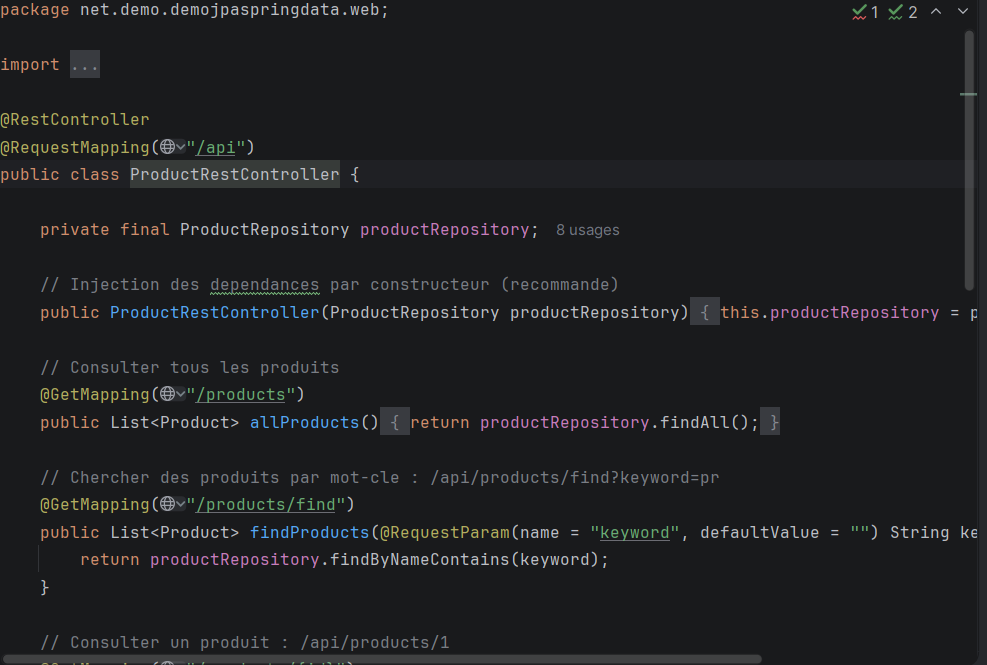 package net.demo.demojpaspringdata.web;
1 2
import ...
@RestController
@RequestMapping("/api")
public class ProductRestController {
private final ProductRepository productRepository; 8 usages
// Injection des dependances par constructeur (recommande)
public ProductRestController(ProductRepository productRepository) { this.productRepository = p
// Consulter tous les produits
@GetMapping("/products")
public List<Product> allProducts() { return productRepository.findAll(); }
// Chercher des produits par mot-cle : /api/products/find?keyword=pr
@GetMapping("/products/find")
public List<Product> findProducts(@RequestParam(name = "keyword", defaultValue = "") String ke
return productRepository.findByNameContains(keyword);
}
// Consulter un produit : /api/products/1